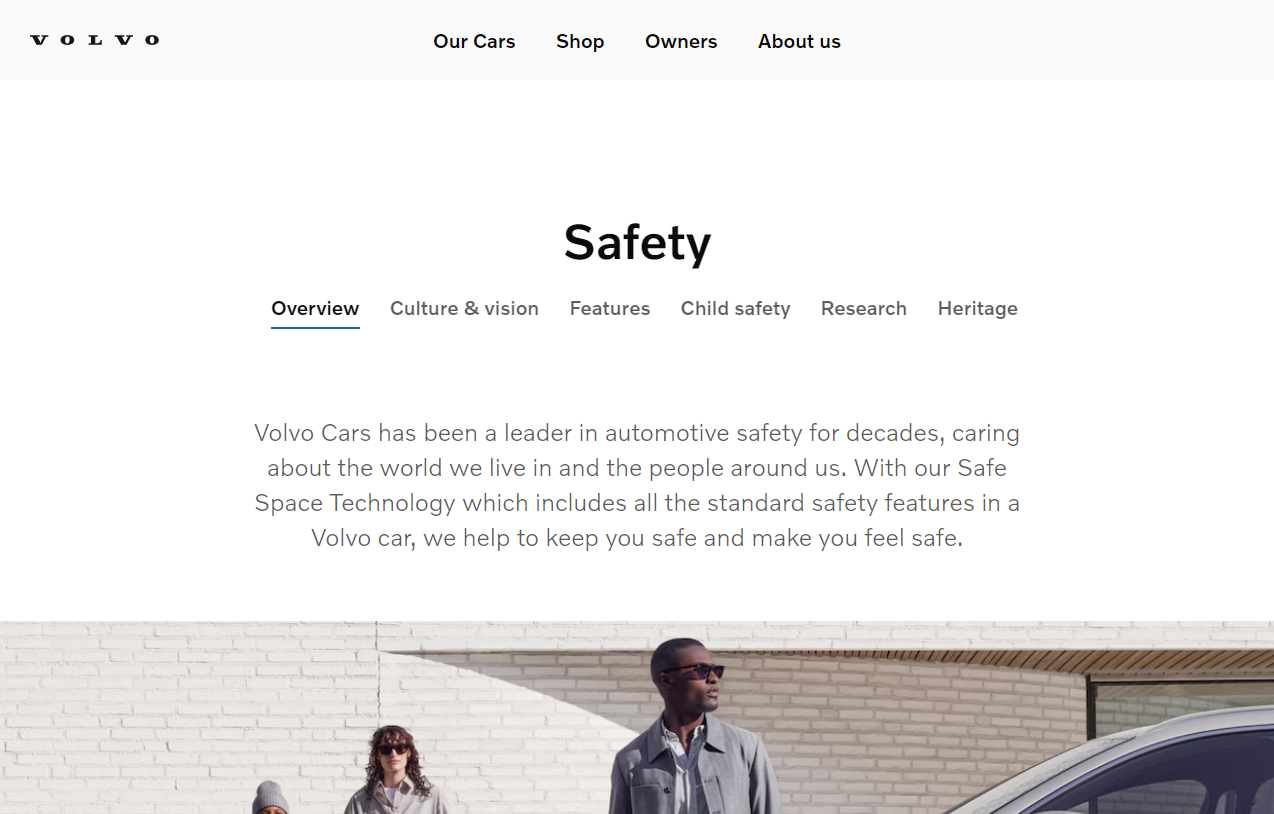 VOLVO
Our Cars Shop Owners About us
Safety
Overview Culture & vision Features Child safety Research Heritage
Volvo Cars has been a leader in automotive safety for decades, caring
about the world we live in and the people around us. With our Safe
Space Technology which includes all the standard safety features in a
Volvo car, we help to keep you safe and make you feel safe.